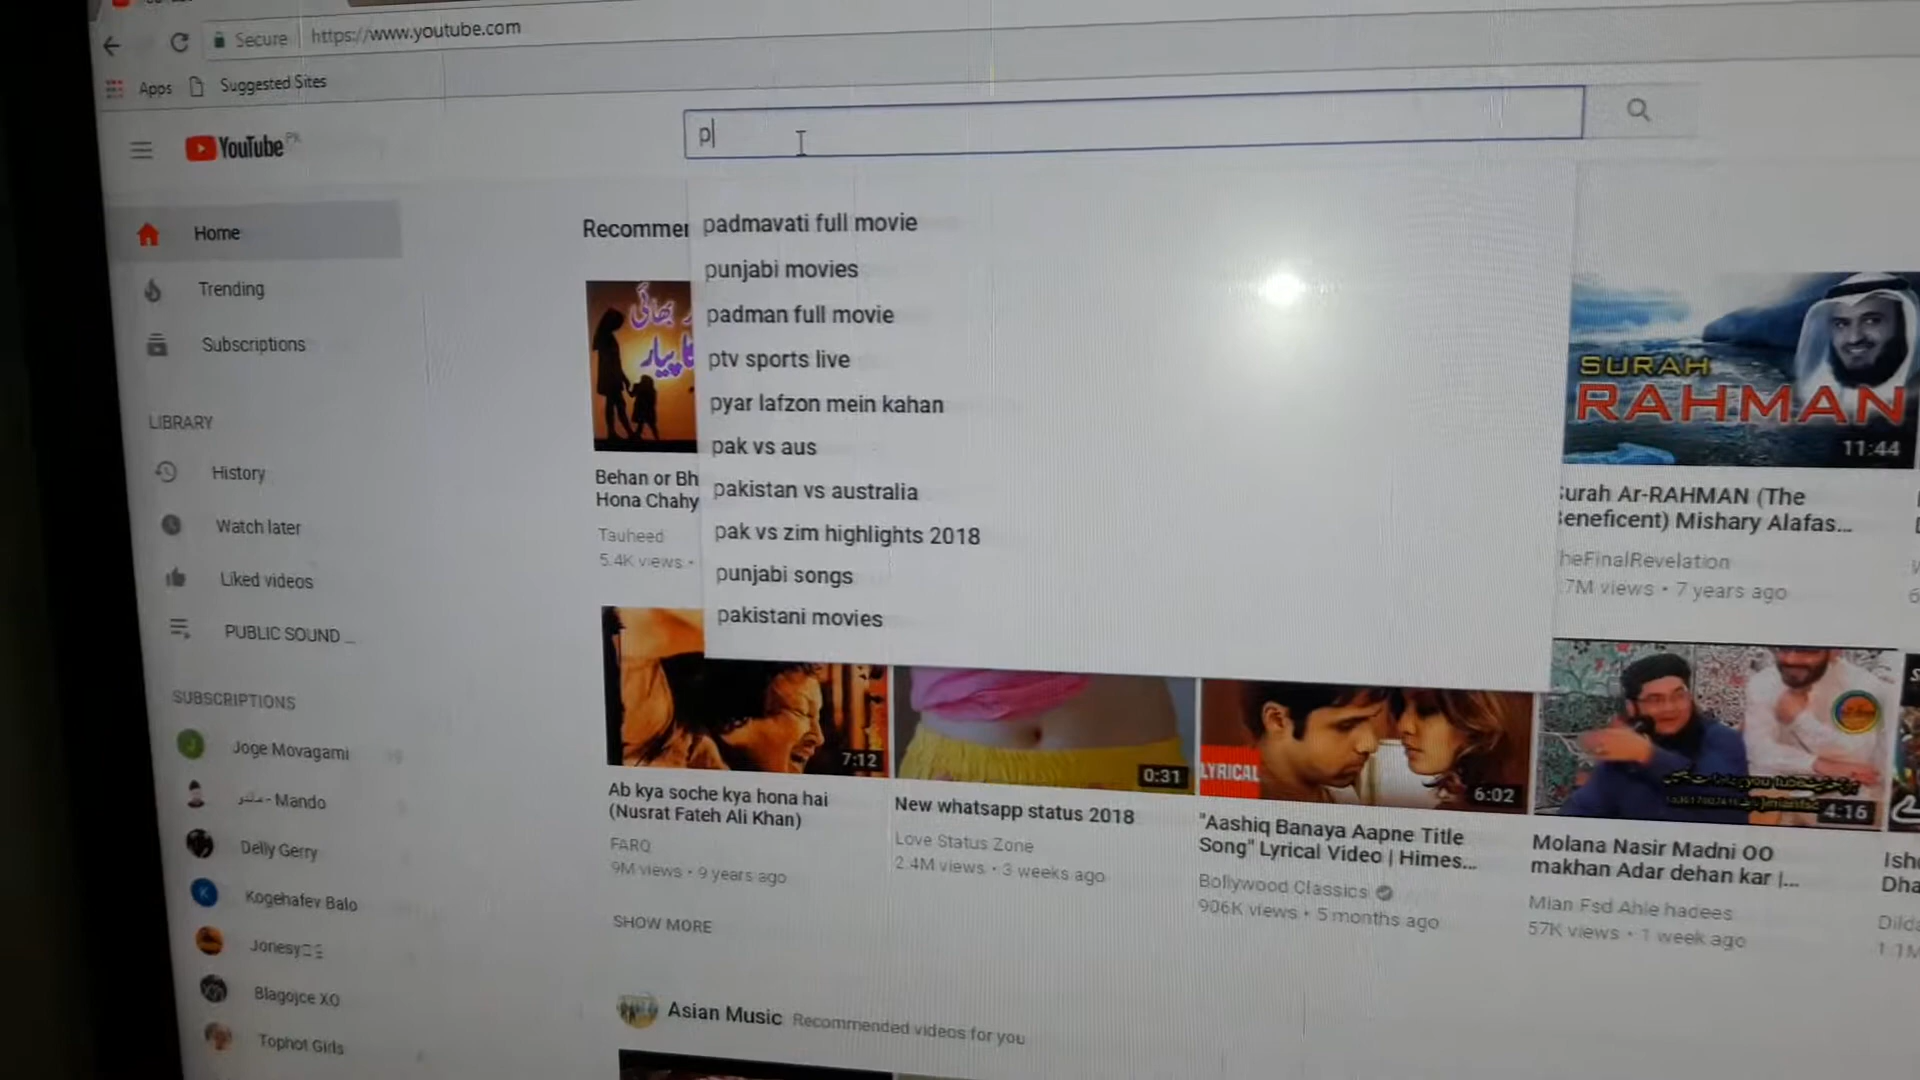 Secure https://www.youtube.com
Apps Suggested Sites
YouTube PK
p
Home
Trending
Subscriptions
LIBRARY
History
Watch later
Liked videos
PUBLIC SOUND ...
SUBSCRIPTIONS
Joge Movagami
Mando
Delly Gerry
Kogehafev Balo
Jonesy
Blagojce XO
Tophot Girls
padmavati full movie
punjabi movies
padman full movie
ptv sports live
pyar lafzon mein kahan
pak vs aus
pakistan vs australia
pak vs zim highlights 2018
punjabi songs
pakistani movies
Recommen
بھائی
پیار
Behan or Bh
Hona Chahy
Tauheed
5.4K views •
SURAH
RAHMAN
11:44
urah Ar-RAHMAN (The
eneficent) Mishary Alafas...
heFinalRevelation
7M views • 7 years ago
7:12
Ab kya soche kya hona hai
(Nusrat Fateh Ali Khan)
FARQ
9M views • 9 years ago
0:31
New whatsapp status 2018
Love Status Zone
2.4M views • 3 weeks ago
LYRICAL
6:02
"Aashiq Banaya Aapne Title
Song" Lyrical Video | Himes...
Bollywood Classics
906K views • 5 months ago
4:16
Molana Nasir Madni OO
makhan Adar dehan kar |...
Mian Fsd Ahle hadees
57K views • 1 week ago
Ish
Dha
Dild
1.1M
SHOW MORE
Asian Music Recommended videos for you